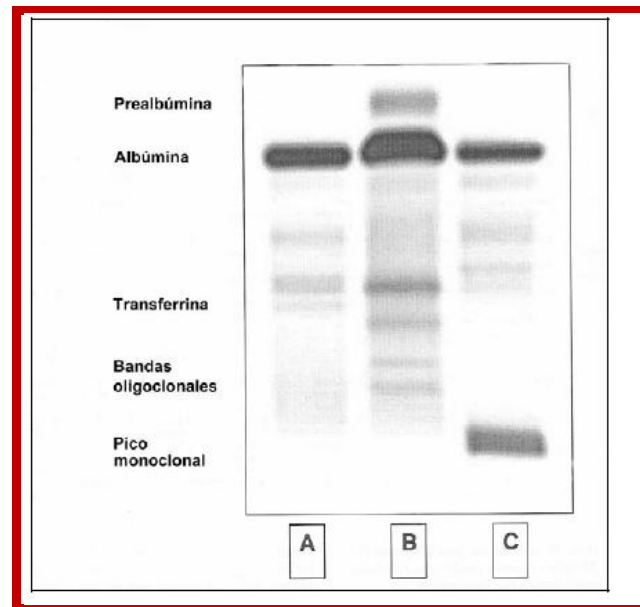 Prealbúmina
Albúmina
Transferrina
Bandas
oligoclonales
Pico
monoclonal
A
B
C